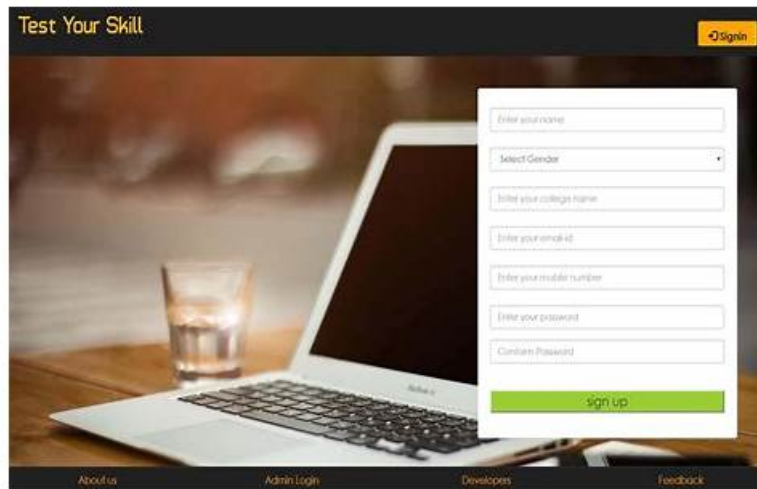 Test Your Skill
Signin
Enter your name
Select Gender
Enter your college name
Enter your email-id
Enter your mobile number
Enter your password
Conform Password
sign up
About us
Admin Login
Developers
Feedback